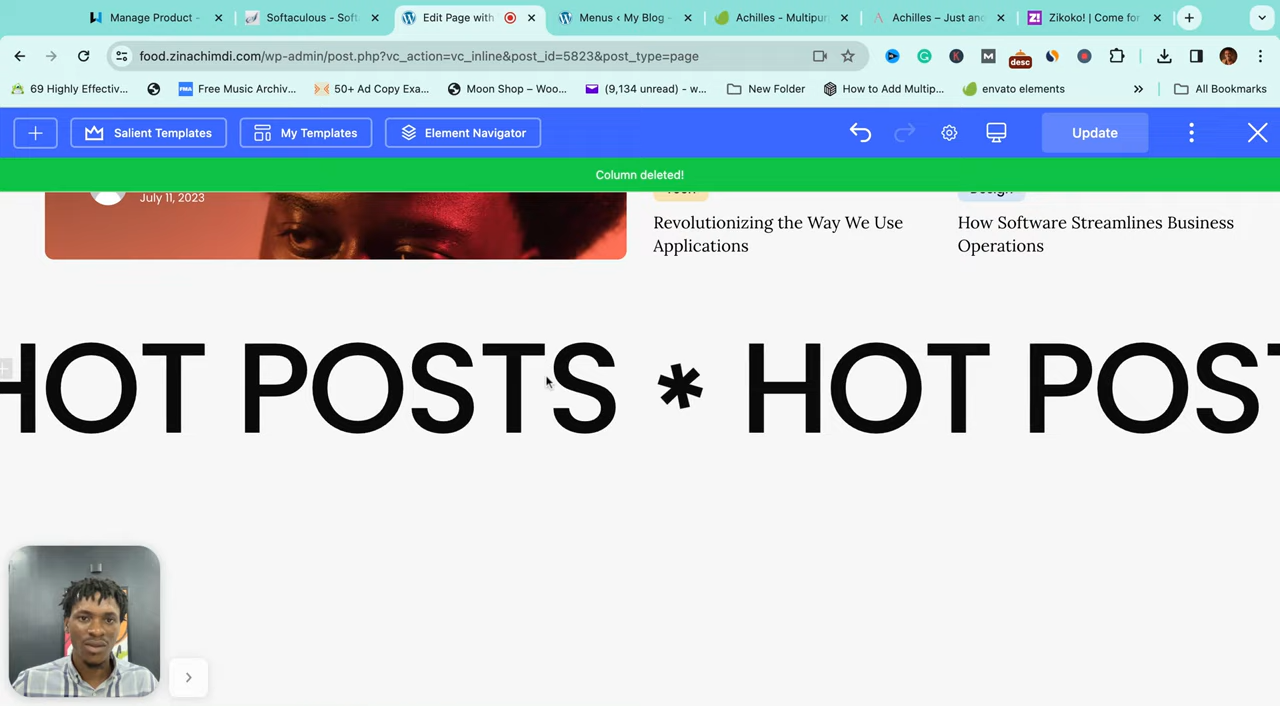 Manage Product -
Softaculous - Soft
Edit Page with
Menus ‹ My Blog -
Achilles - Multipur
Achilles – Just ano
Zikoko! | Come for
food.zinachimdi.com/wp-admin/post.php?vc_action=vc_inline&post_id=5823&post_type=page
desc
69 Highly Effectiv...
FMA
Free Music Archiv...
50+ Ad Copy Exa...
Moon Shop – Woo...
(9,134 unread) - w...
New Folder
How to Add Multip...
envato elements
All Bookmarks
Salient Templates
My Templates
Element Navigator
Update
Column deleted!
July 11, 2023
Revolutionizing the Way We Use
Applications
Design
How Software Streamlines Business
Operations
HOT POSTS * HOT POST